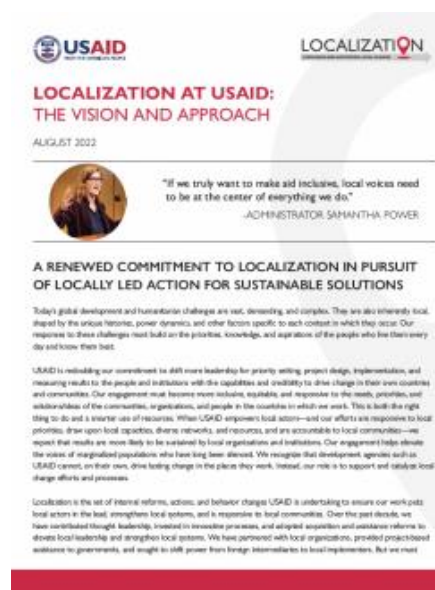 USAID
FROM THE AMERICAN PEOPLE
LOCALIZATION
LOCALIZATION AT USAID:
THE VISION AND APPROACH
AUGUST 2022
"If we truly want to make aid inclusive, local voices need
to be at the center of everything we do."
-ADMINISTRATOR SAMANTHA POWER
A RENEWED COMMITMENT TO LOCALIZATION IN PURSUIT
OF LOCALLY LED ACTION FOR SUSTAINABLE SOLUTIONS
Today's global development and humanitarian challenges are vast, demanding, and complex. They are also inherently local,
shaped by the unique histories, power dynamics, and other factors specific to each context in which they occur. Our
responses to these challenges must build on the priorities, knowledge, and aspirations of the people who live them every
day and know them best.
USAID is redoubling our commitment to shift more leadership for priority setting, project design, implementation, and
measuring results to the people and institutions with the capabilities and credibility to drive change in their own countries
and communities. Our engagement must become more inclusive, equitable, and responsive to the needs, priorities, and
solutions/ideas of the communities, organizations, and people in the countries in which we work. This is both the right
thing to do and a smarter use of resources. When USAID empowers local actors—and our efforts are responsive to local
priorities, draw upon local capacities, diverse networks, and resources, and are accountable to local communities—we
expect that results are more likely to be sustained by local organizations and institutions. Our engagement helps elevate
the voices of marginalized populations who have long been silenced. We recognize that development agencies such as
USAID cannot, on their own, drive lasting change in the places they work. Instead, our role is to support and catalyze local
change efforts and processes.
Localization is the set of internal reforms, actions, and behavior changes USAID is undertaking to ensure our work puts
local actors in the lead, strengthens local systems, and is responsive to local communities. Over the past decade, we
have contributed thought leadership, invested in innovative processes, and adopted acquisition and assistance reforms to
elevate local leadership and strengthen local systems. We have partnered with local organizations, provided project-based
assistance to governments, and sought to shift power from foreign intermediaries to local implementers. But we must